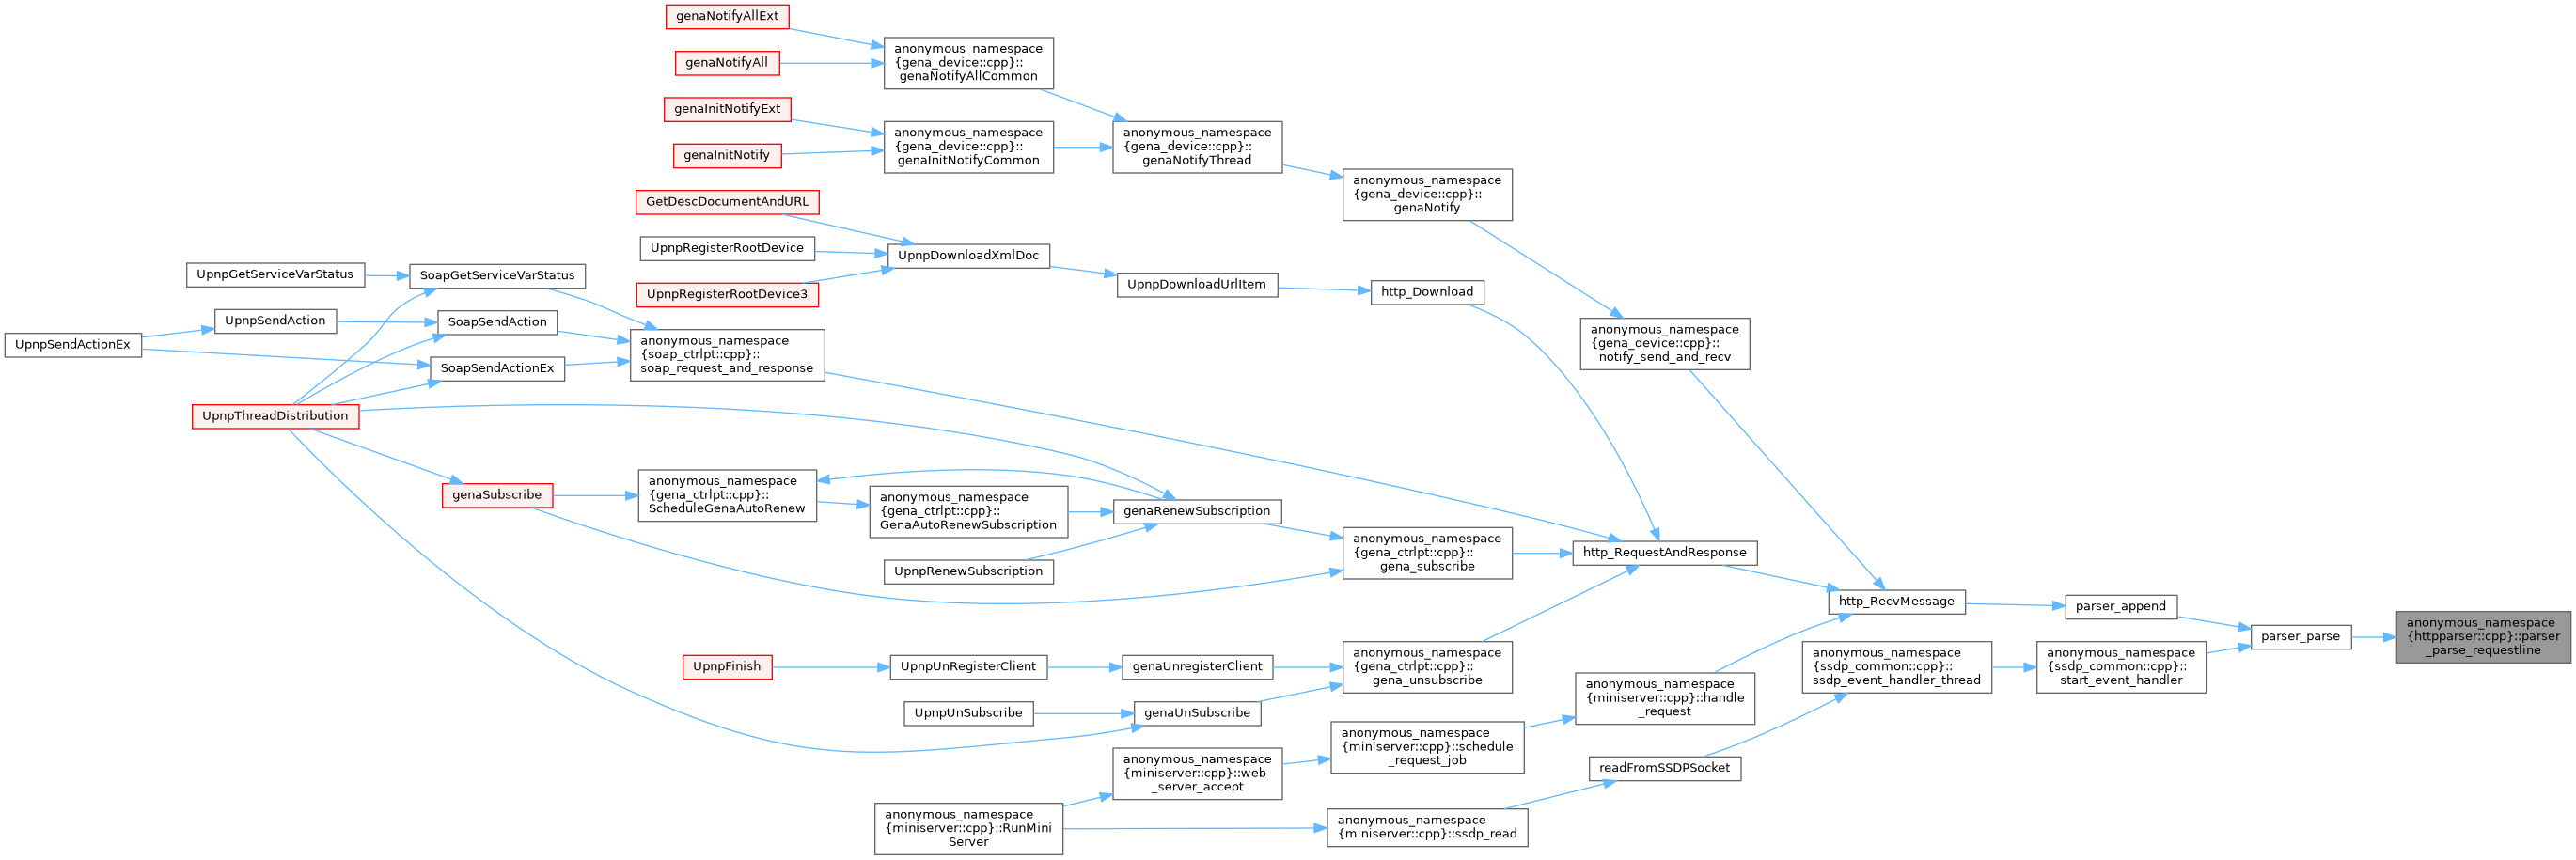 genaNotifyAllExt
genaNotifyAll
anonymous_namespace
{gena_device::cpp}::
genaNotifyAllCommon
genaInitNotifyExt
genaInitNotify
anonymous_namespace
{gena_device::cpp}::
genaInitNotifyCommon
anonymous_namespace
{gena_device::cpp}::
genaNotifyThread
anonymous_namespace
{gena_device::cpp}::
genaNotify
GetDescDocumentAndURL
UpnpRegisterRootDevice
UpnpRegisterRootDevice3
UpnpDownloadXmlDoc
UpnpDownloadUrlItem
http_Download
UpnpGetServiceVarStatus
SoapGetServiceVarStatus
UpnpSendAction
SoapSendAction
UpnpSendActionEx
SoapSendActionEx
anonymous_namespace
{soap_ctrlpt::cpp}::
soap_request_and_response
anonymous_namespace
{gena_device::cpp}::
notify_send_and_recv
UpnpThreadDistribution
genaSubscribe
anonymous_namespace
{gena_ctrlpt::cpp}::
ScheduleGenaAutoRenew
anonymous_namespace
{gena_ctrlpt::cpp}::
GenaAutoRenewSubscription
genaRenewSubscription
UpnpRenewSubscription
anonymous_namespace
{gena_ctrlpt::cpp}::
gena_subscribe
http_RequestAndResponse
http_RecvMessage
parser_append
parser_parse
anonymous_namespace
{httpparser::cpp}::parser
_parse_requestline
UpnpFinish
UpnpUnRegisterClient
genaUnregisterClient
anonymous_namespace
{gena_ctrlpt::cpp}::
gena_unsubscribe
UpnpUnSubscribe
genaUnSubscribe
anonymous_namespace
{ssdp_common::cpp}::
ssdp_event_handler_thread
anonymous_namespace
{ssdp_common::cpp}::
start_event_handler
anonymous_namespace
{miniserver::cpp}::handle
_request
anonymous_namespace
{miniserver::cpp}::schedule
_request_job
anonymous_namespace
{miniserver::cpp}::web
_server_accept
readFromSSDPSocket
anonymous_namespace
{miniserver::cpp}::RunMini
Server
anonymous_namespace
{miniserver::cpp}::ssdp_read